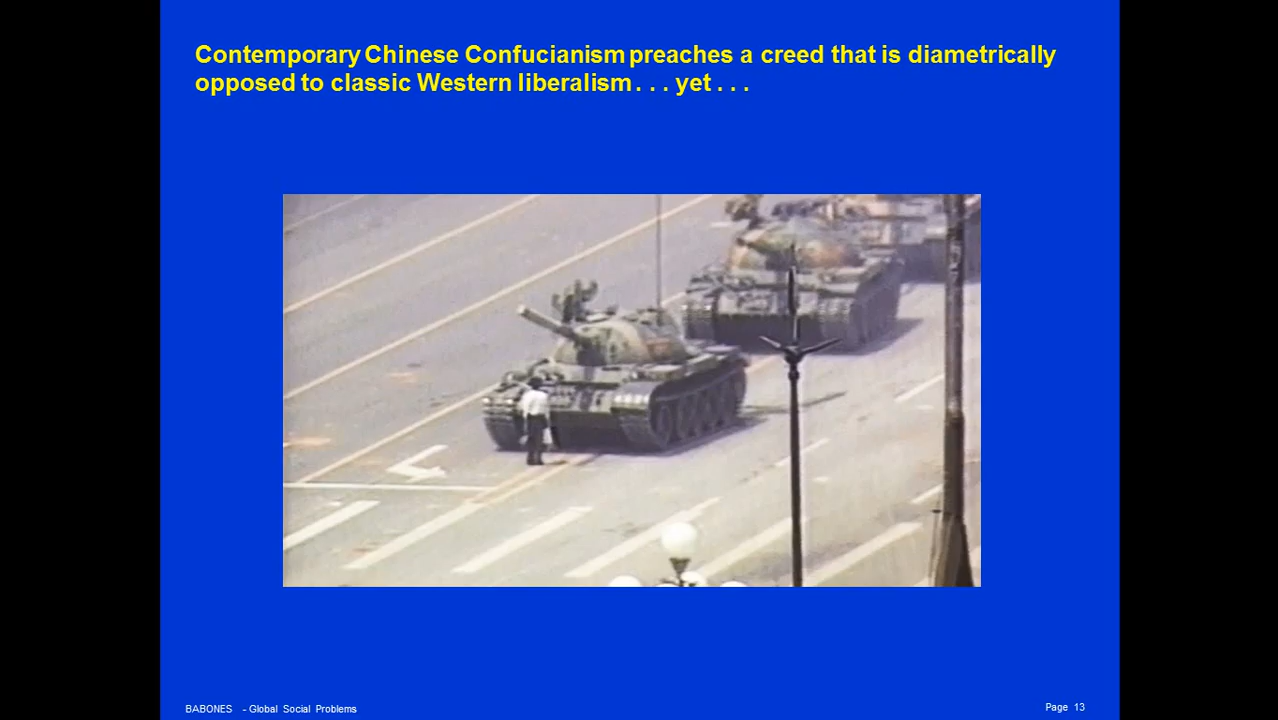 Contemporary Chinese Confucianism preaches a creed that is diametrically
opposed to classic Western liberalism . . . yet . . .
BABONES - Global Social Problems
Page 13